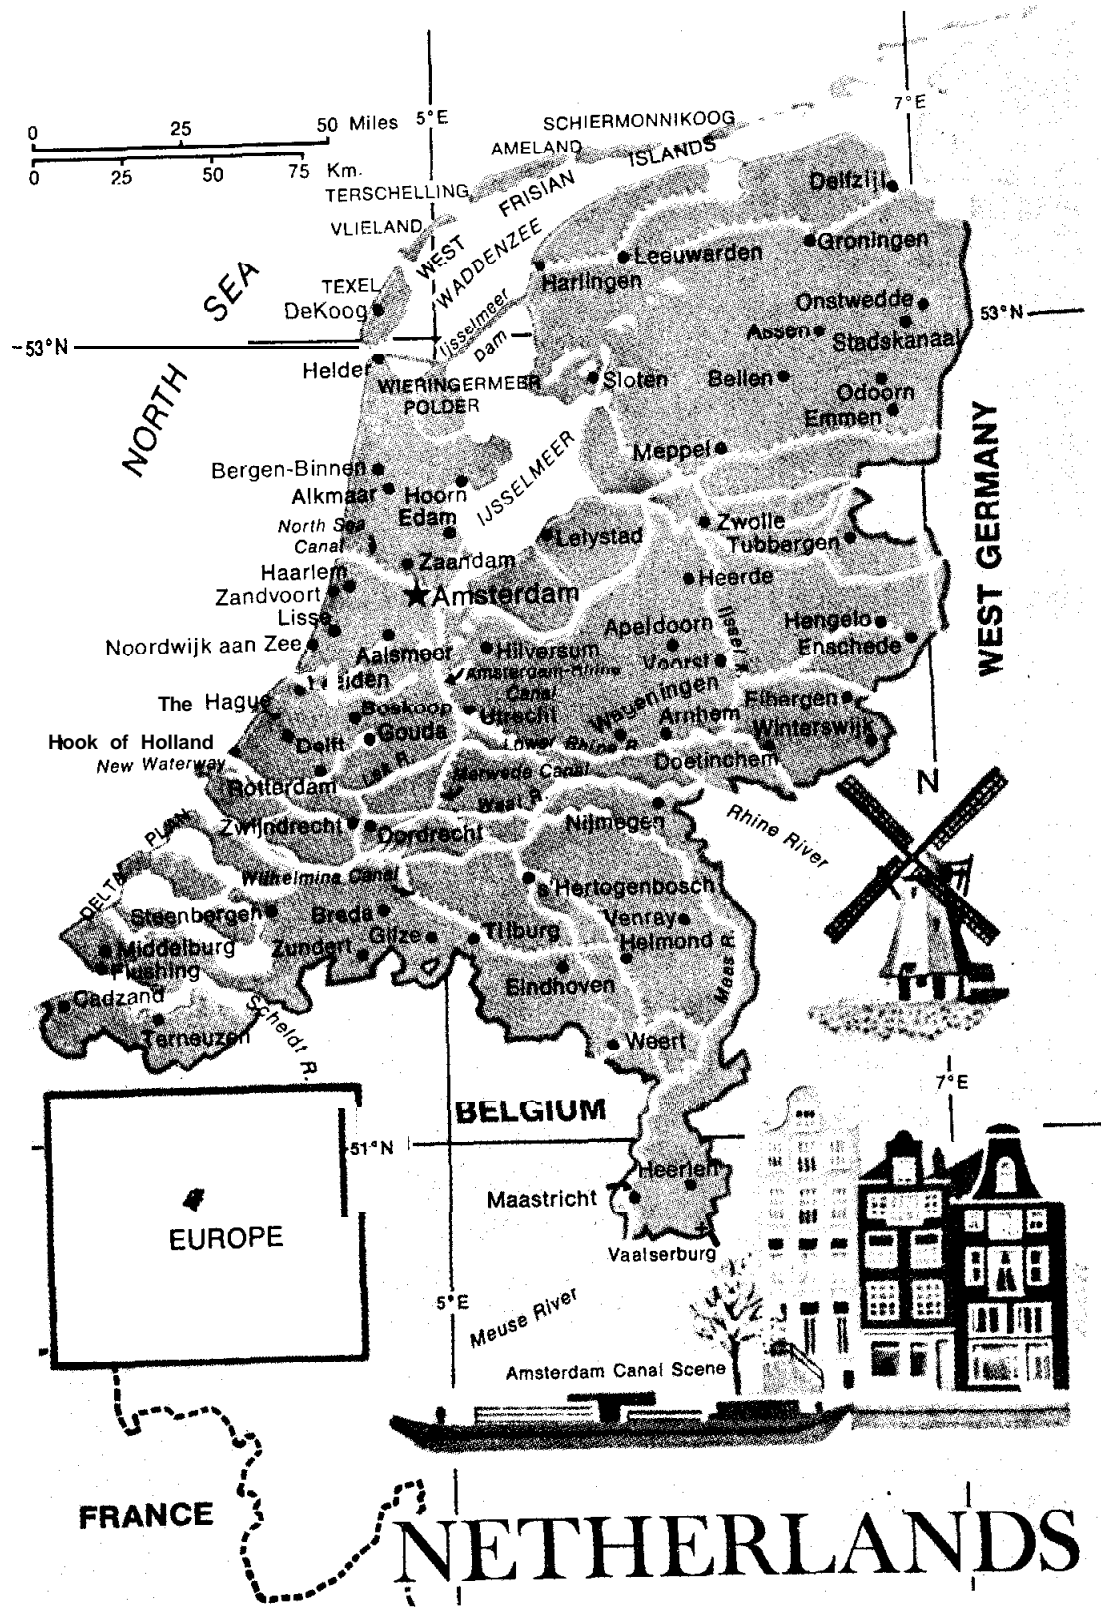 7°E
5°E
0 25 50 Miles
0 25 50 75 Km.
SCHIERMONNIKOOG
AMELAND
ISLANDS
TERSCHELLING
FRISIAN
VLIELAND
WEST
WADDENZEE
Delfzijl
Groningen
Leeuwarden
Harlingen
SEA
TEXEL
DeKoog
Ijsselmeer
Dam
Onstwedde
53°N
Assen
Stadskanaal
53°N
Helder
WIERINGERMEER
POLDER
Sloten
Beilen
Odoorn
Emmen
NORTH
WEST GERMANY
Meppel
IJSSELMEER
Bergen-Binnen
Alkmaar
Hoorn
Edam
North Sea
Canal
Zwolle
Lelystad
Tubbergen
Zaandam
Haarlem
Heerde
Zandvoort
Amsterdam
Lisse
Apeldoorn
Ijssel R.
Hengelo
Enschede
Noordwijk aan Zee
Aalsmeer
Hilversum
Voorst
Amsterdam-Rhine
Canal
Leiden
The Hague
Boskoop
Utrecht
Wageningen
Arnhem
Eibergen
Winterswijk
Hook of Holland
New Waterway
Delft
Gouda
Lower Rhine R.
Doetinchem
Lek R.
Merwede Canal
N
Rotterdam
Waal R.
Rhine River
DELTA PLAN
Zwijndrecht
Dordrecht
Nijmegen
Wilhelmina Canal
Hertogenbosch
Steenbergen
Breda
Venray
Middelburg
Zundert
Gilze
Tilburg
Helmond
Maas R.
Flushing
Eindhoven
Cadzand
Scheldt R.
Terneuzen
Weert
7°E
BELGIUM
51°N
Heerlen
Maastricht
EUROPE
Vaalserburg
5°E
Meuse River
Amsterdam Canal Scene
FRANCE
NETHERLANDS